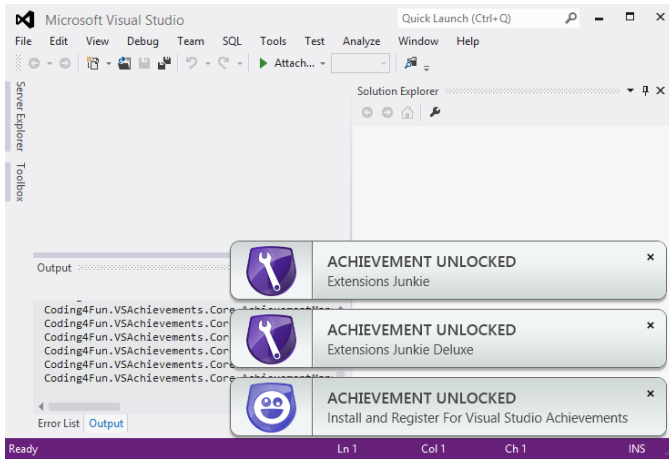 Microsoft Visual Studio
Quick Launch (Ctrl+Q)
File Edit View Debug Team SQL Tools Test Analyze Window Help
Attach...
Server Explorer
Toolbox
Solution Explorer
Output
ACHIEVEMENT UNLOCKED
Extensions Junkie
Coding4Fun.VSAchievements.Core
Coding4Fun.VSAchievements.Cor
Coding4Fun.VSAchievements.Cor
Coding4Fun.VSAchievements.Cor
Coding4Fun.VSAchievements.Cor
Coding4Fun.VSAchievements.Core
ACHIEVEMENT UNLOCKED
Extensions Junkie Deluxe
ACHIEVEMENT UNLOCKED
Install and Register For Visual Studio Achievements
Error List Output
Ready Ln 1 Col 1 Ch 1 INS